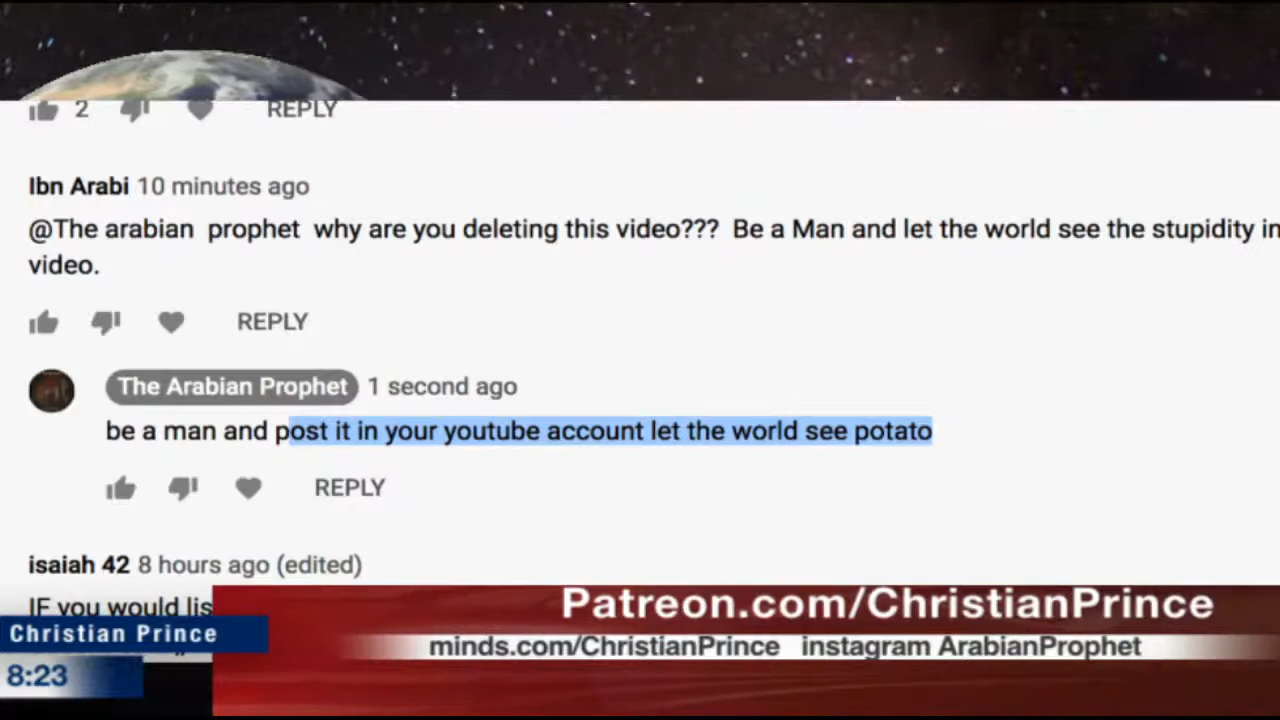 2 REPLY
Ibn Arabi 10 minutes ago
@The arabian prophet why are you deleting this video??? Be a Man and let the world see the stupidity in
video.
REPLY
The Arabian Prophet 1 second ago
be a man and post it in your youtube account let the world see potato
REPLY
isaiah 42 8 hours ago (edited)
IF you would lis
Patreon.com/ChristianPrince
Christian Prince
minds.com/ChristianPrince instagram ArabianProphet
8:23